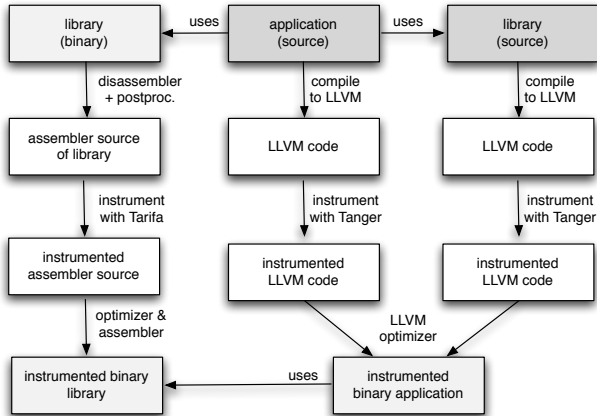 library
(binary)
uses
application
(source)
uses
library
(source)
disassembler
+ postproc.
compile
to LLVM
compile
to LLVM
assembler source
of library
LLVM code
LLVM code
instrument
with Tarifa
instrument
with Tanger
instrument
with Tanger
instrumented
assembler source
instrumented
LLVM code
instrumented
LLVM code
optimizer &
assembler
LLVM
optimizer
instrumented binary
library
uses
instrumented
binary application